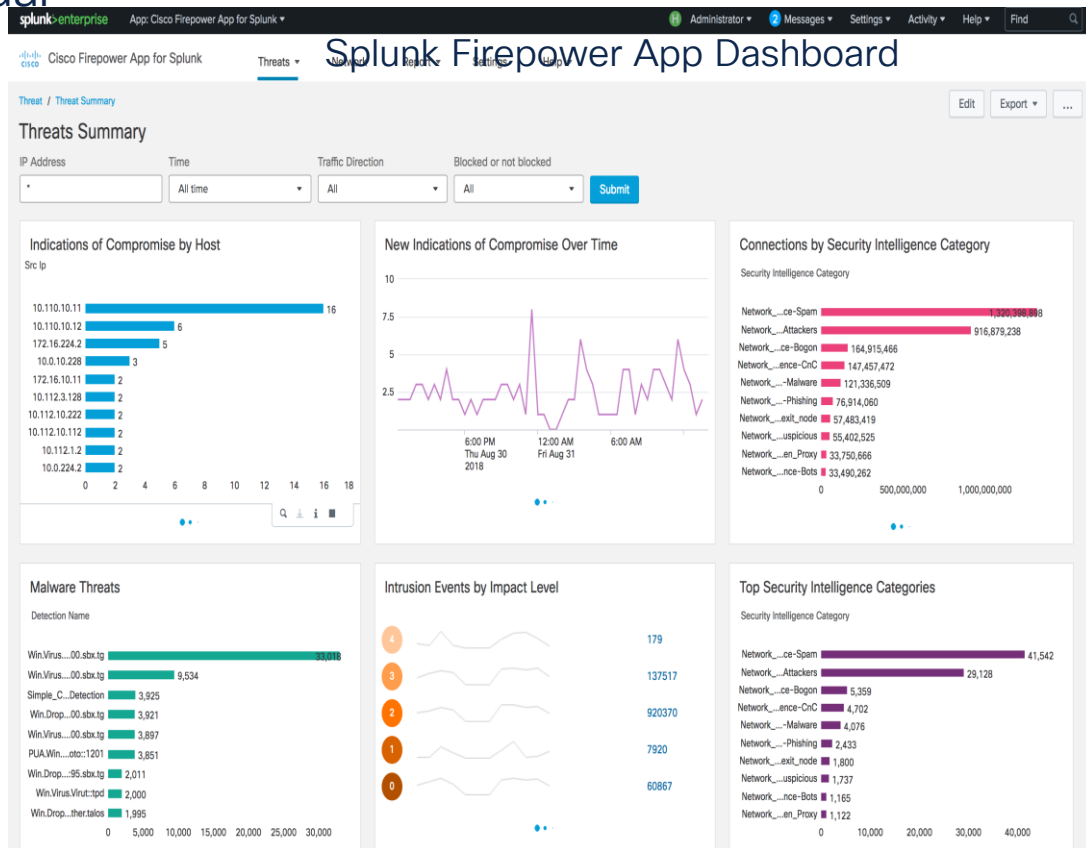 splunk>enterprise App: Cisco Firepower App for Splunk H Administrator 2 Messages Settings Activity Help Find
Splunk Firepower App Dashboard
cisco Cisco Firepower App for Splunk Threats Network Report Settings Help
Threat / Threat Summary
Edit Export ...
Threats Summary
IP Address Time Traffic Direction Blocked or not blocked
* All time All All Submit
Indications of Compromise by Host
Src Ip
10.110.10.11 16
10.110.10.12 6
172.16.224.2 5
10.0.10.228 3
172.16.10.11 2
10.112.3.128 2
10.112.10.222 2
10.112.10.112 2
10.112.1.2 2
10.0.224.2 2
0 2 4 6 8 10 12 14 16 18
New Indications of Compromise Over Time
10
7.5
5
2.5
6:00 PM 12:00 AM 6:00 AM
Thu Aug 30 Fri Aug 31
2018
Connections by Security Intelligence Category
Security Intelligence Category
Network_...ce-Spam 1,320,398,898
Network_...Attackers 916,879,238
Network_...ce-Bogon 164,915,466
Network_...ence-CnC 147,457,472
Network_...-Malware 121,336,509
Network_...-Phishing 76,914,060
Network_...exit_node 57,483,419
Network_...uspicious 55,402,525
Network_...en_Proxy 33,750,666
Network_...nce-Bots 33,490,262
0 500,000,000 1,000,000,000
Malware Threats
Detection Name
Win.Virus....00.sbx.tg 33,018
Win.Virus....00.sbx.tg 9,534
Simple_C...Detection 3,925
Win.Drop...00.sbx.tg 3,921
Win.Virus....00.sbx.tg 3,897
PUA.Win....oto::1201 3,851
Win.Drop...:95.sbx.tg 2,011
Win.Virus.Virut::tpd 2,000
Win.Drop...ther.talos 1,995
0 5,000 10,000 15,000 20,000 25,000 30,000
Intrusion Events by Impact Level
4 179
3 137517
2 920370
1 7920
0 60867
Top Security Intelligence Categories
Security Intelligence Category
Network_...ce-Spam 41,542
Network_...Attackers 29,128
Network_...ce-Bogon 5,359
Network_...ence-CnC 4,702
Network_...-Malware 4,076
Network_...-Phishing 2,433
Network_...exit_node 1,800
Network_...uspicious 1,737
Network_...nce-Bots 1,165
Network_...en_Proxy 1,122
0 10,000 20,000 30,000 40,000